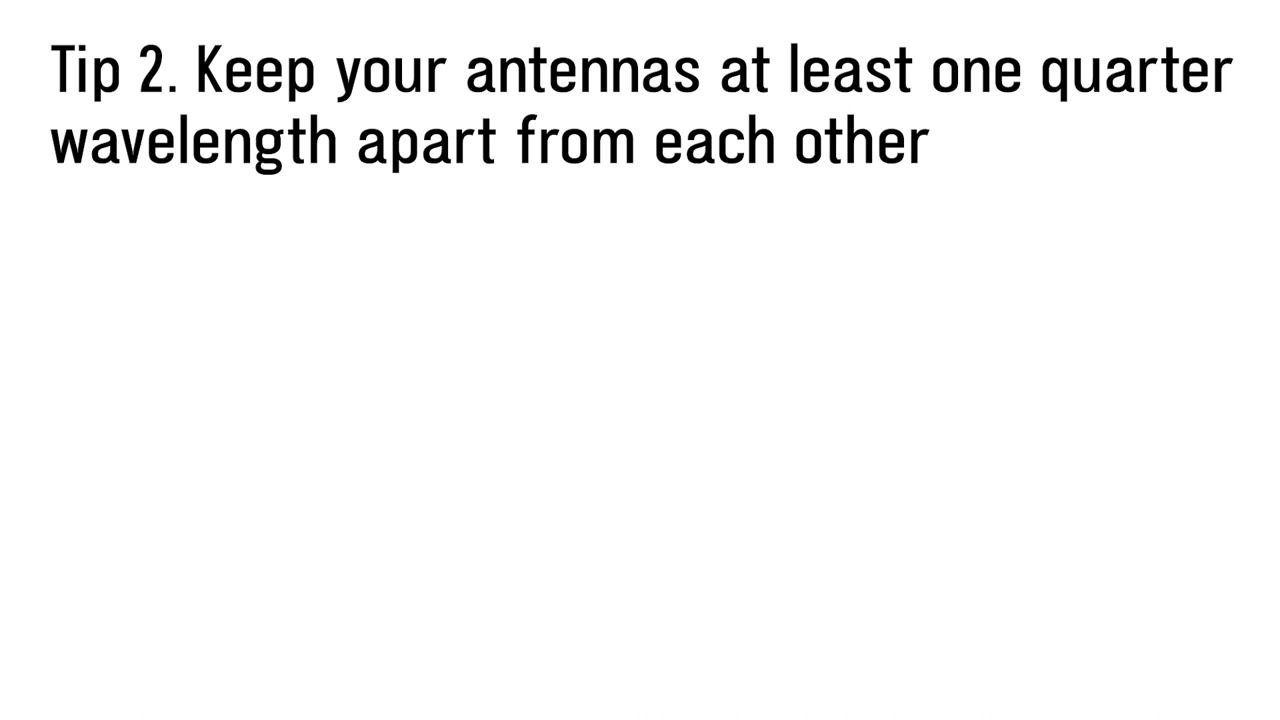 Tip 2. Keep your antennas at least one quarter
wavelength apart from each other